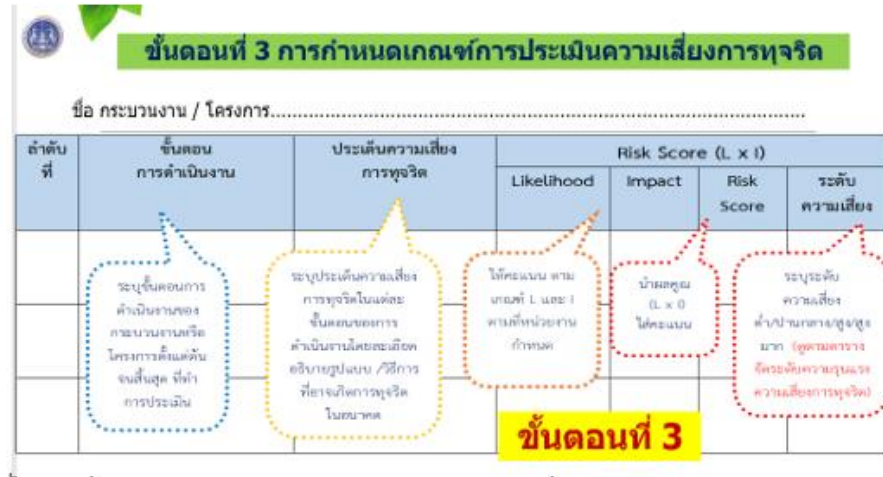 ขั้นตอนที่ 3 การกำหนดเกณฑ์การประเมินความเสี่ยงการทุจริต
ชื่อ กระบวนงาน / โครงการ....................................................................................................
ลำดับ
ที่
ขั้นตอน
การดำเนินงาน
ประเด็นความเสี่ยง
การทุจริต
Risk Score (L x I)
Likelihood
Impact
Risk
Score
ระดับ
ความเสี่ยง
ระบุขั้นตอนการ
ดำเนินงานของ
กระบวนงานหรือ
โครงการตั้งแต่ต้น
จนสิ้นสุด ที่ทำ
การประเมิน
ระบุประเด็นความเสี่ยง
การทุจริตในแต่ละ
ขั้นตอนของการ
ดำเนินงานโดยละเอียด
อธิบายรูปแบบ /วิธีการ
ที่อาจเกิดการทุจริต
ในอนาคต
ให้คะแนน ตาม
เกณฑ์ L และ I
ตามที่หน่วยงาน
กำหนด
นำผลคูณ
(L x I)
ใส่คะแนน
ระบุระดับ
ความเสี่ยง
ต่ำ/ปานกลาง/สูง/สูง
มาก (ดูตามตาราง
จัดระดับความรุนแรง
ความเสี่ยงการทุจริต)
ขั้นตอนที่ 3